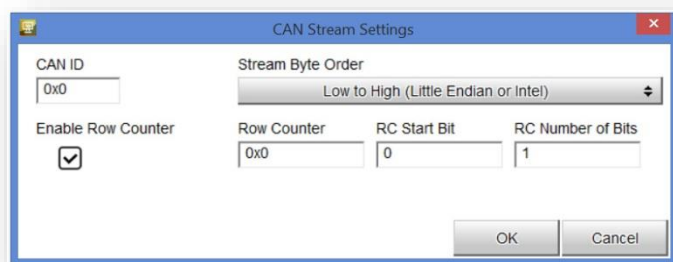 CAN Stream Settings
CAN ID
Stream Byte Order
0x0
Low to High (Little Endian or Intel)
Enable Row Counter
Row Counter
RC Start Bit
RC Number of Bits
0x0
0
1
OK
Cancel